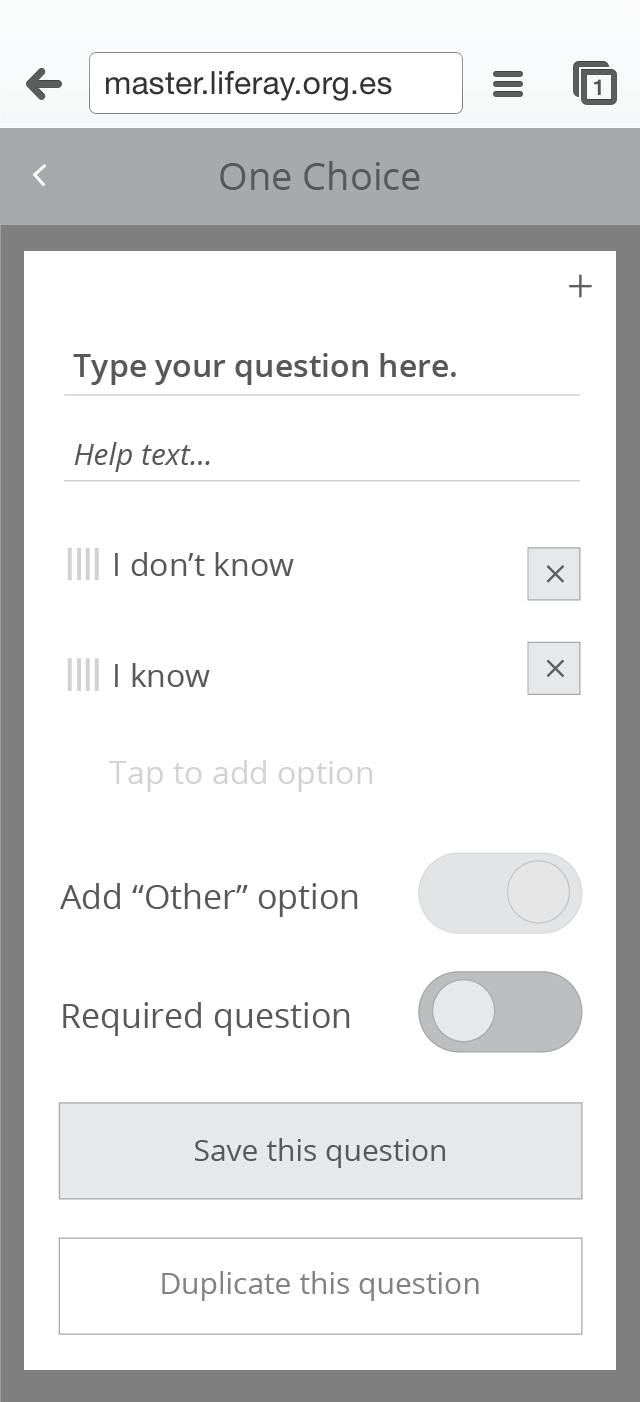 master.liferay.org.es
1
One Choice
Type your question here.
Help text...
I don’t know
I know
Tap to add option
Add “Other” option
Required question
Save this question
Duplicate this question